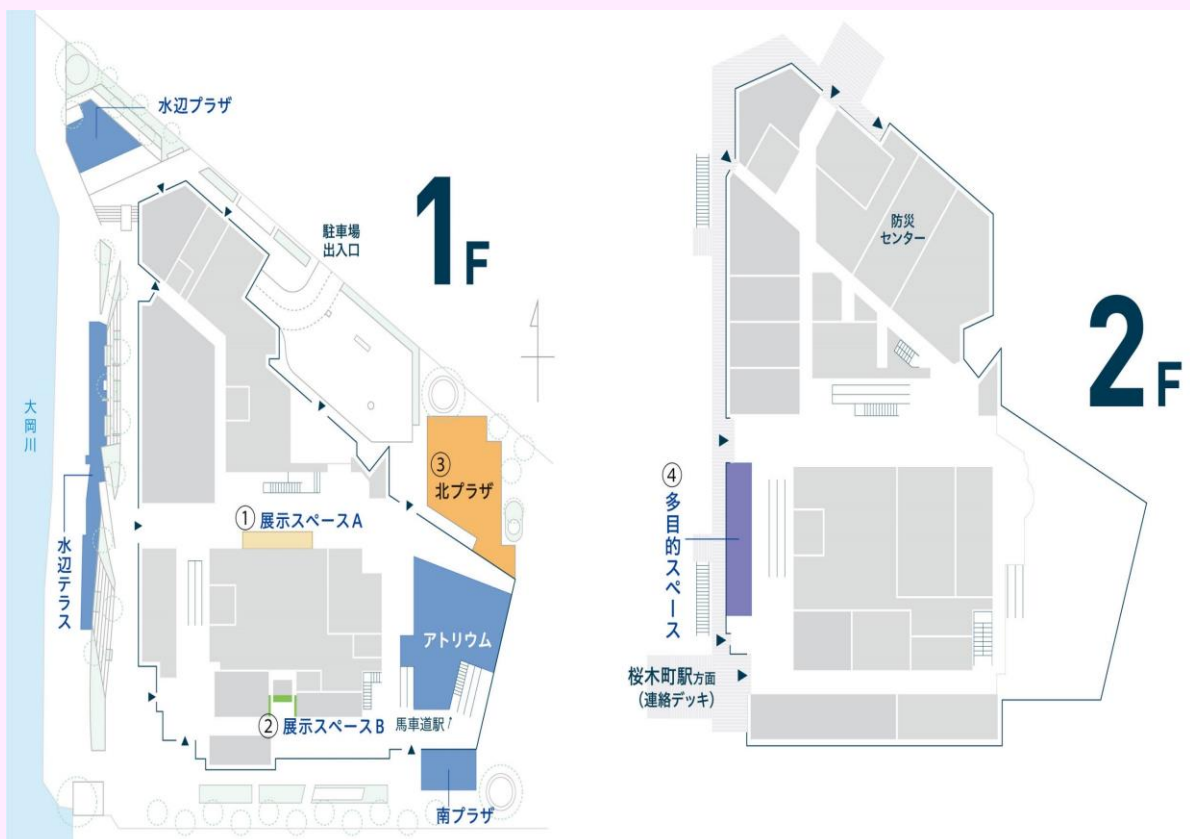 水辺プラザ
1F
駐車場
出入口
大岡川
③
北プラザ
① 展示スペースA
水辺テラス
アトリウム
② 展示スペースB
馬車道駅
南プラザ
2F
防災
センター
④多目的スペース
桜木町駅方面
(連絡デッキ)